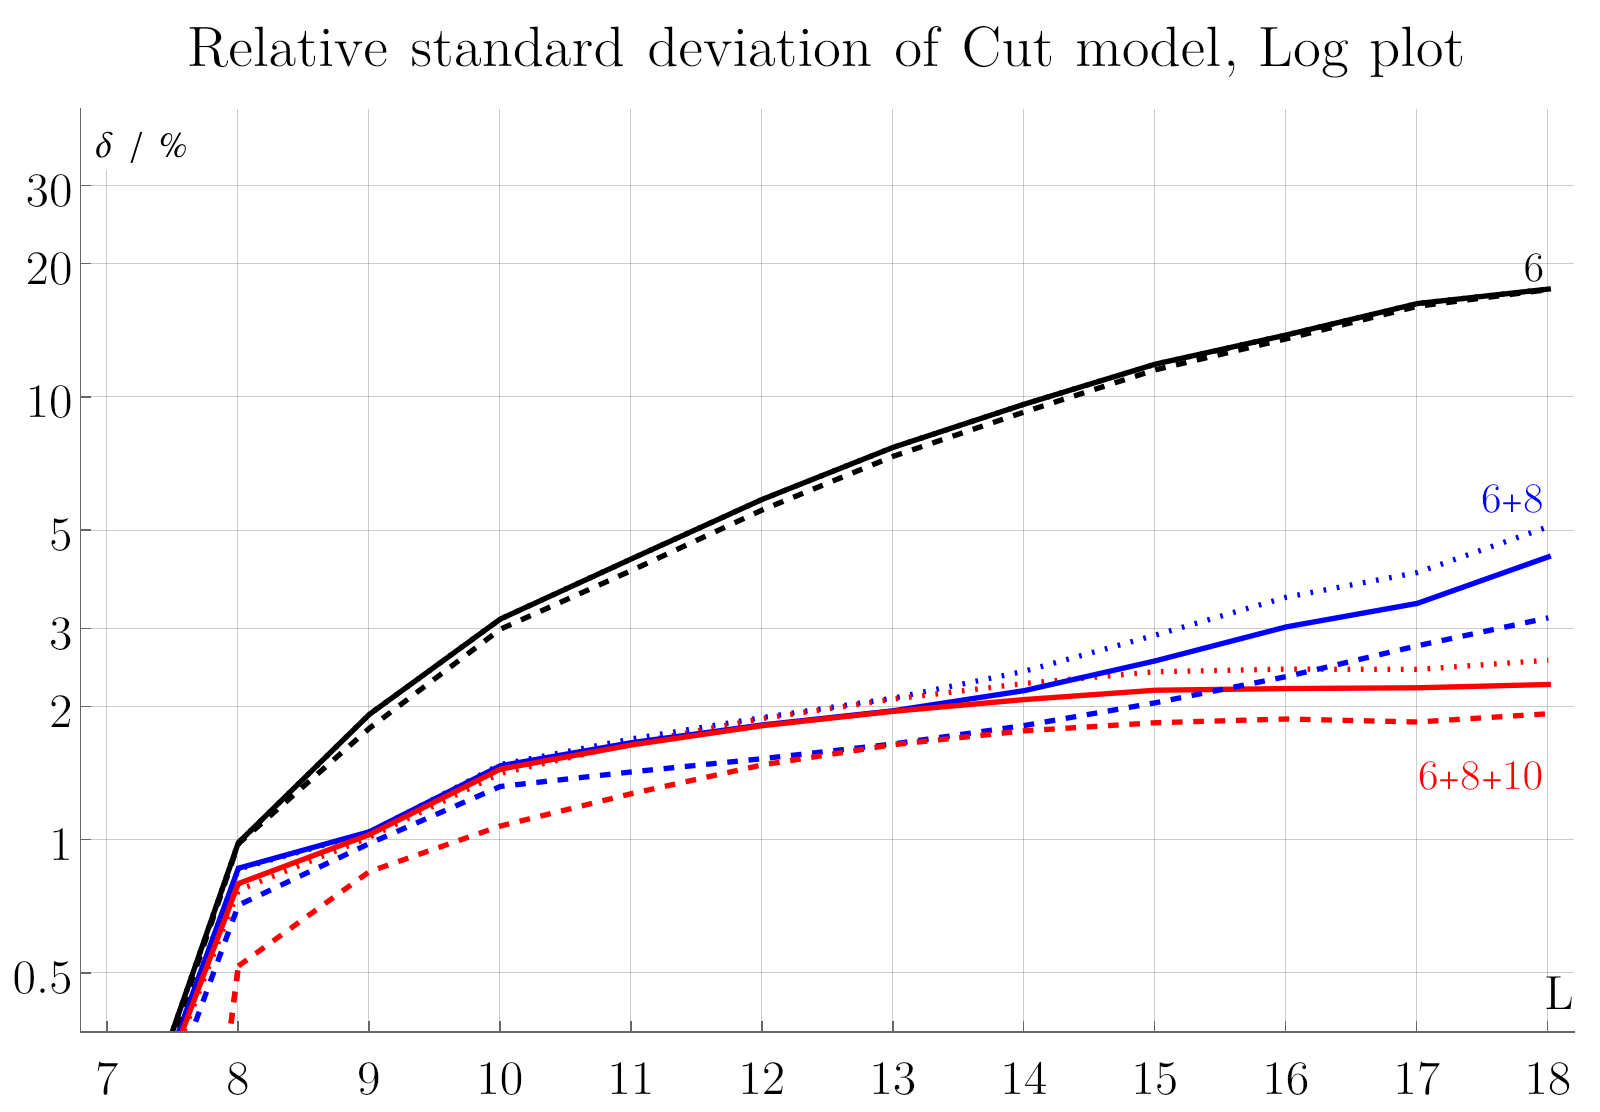 Relative standard deviation of Cut model, Log plot
δ / %
30
20
6
10
6+8
5
3
2
6+8+10
1
0.5
L
7 8 9 10 11 12 13 14 15 16 17 18